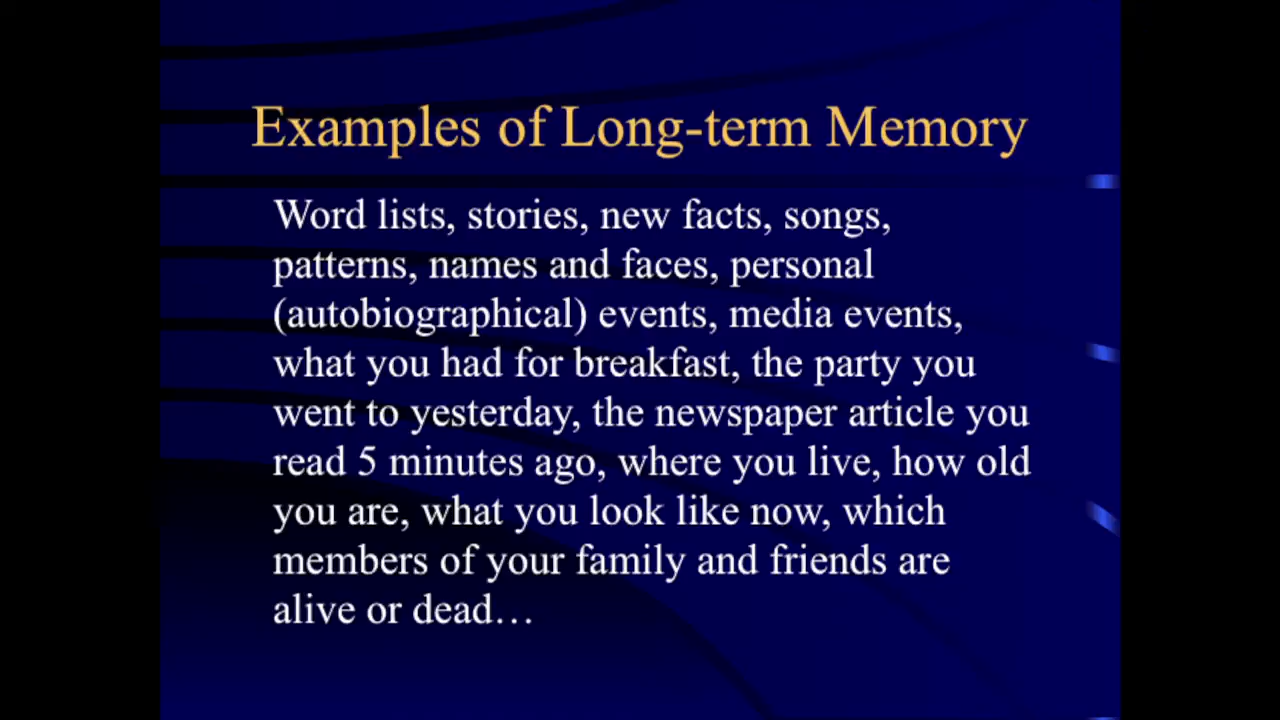 Examples of Long-term Memory
Word lists, stories, new facts, songs,
patterns, names and faces, personal
(autobiographical) events, media events,
what you had for breakfast, the party you
went to yesterday, the newspaper article you
read 5 minutes ago, where you live, how old
you are, what you look like now, which
members of your family and friends are
alive or dead…